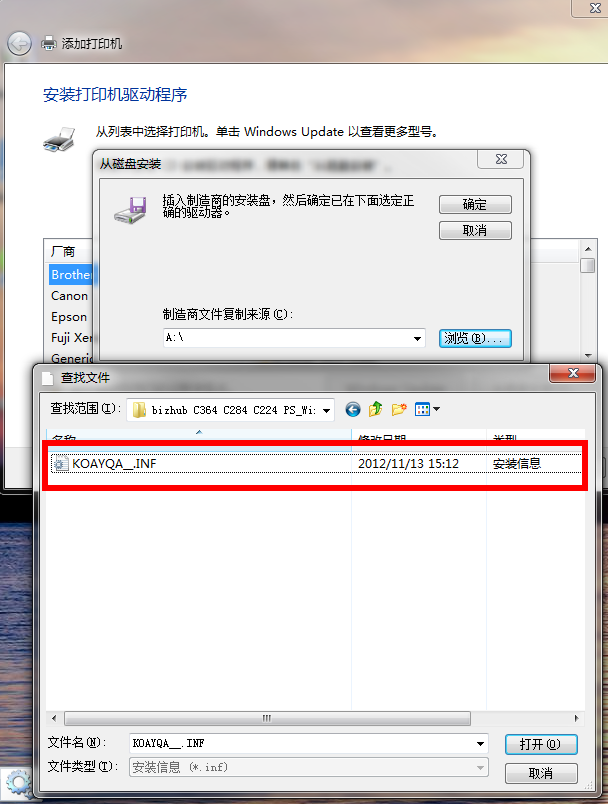 添加打印机
安装打印机驱动程序
从列表中选择打印机。单击 Windows Update 以查看更多型号。
从磁盘安装
插入制造商的安装盘，然后确定已在下面选定正
确的驱动器。
确定
取消
厂商
Brother
Canon
Epson
Fuji Xer
Generic
制造商文件复制来源(C):
A:\
浏览(B)...
查找文件
查找范围(I):
bizhub C364 C284 C224 PS_Wi:
名称
修改日期
类型
KOAYQA__.INF
2012/11/13 15:12
安装信息
文件名(N):
KOAYQA__.INF
打开(O)
文件类型(T):
安装信息 (*.inf)
取消